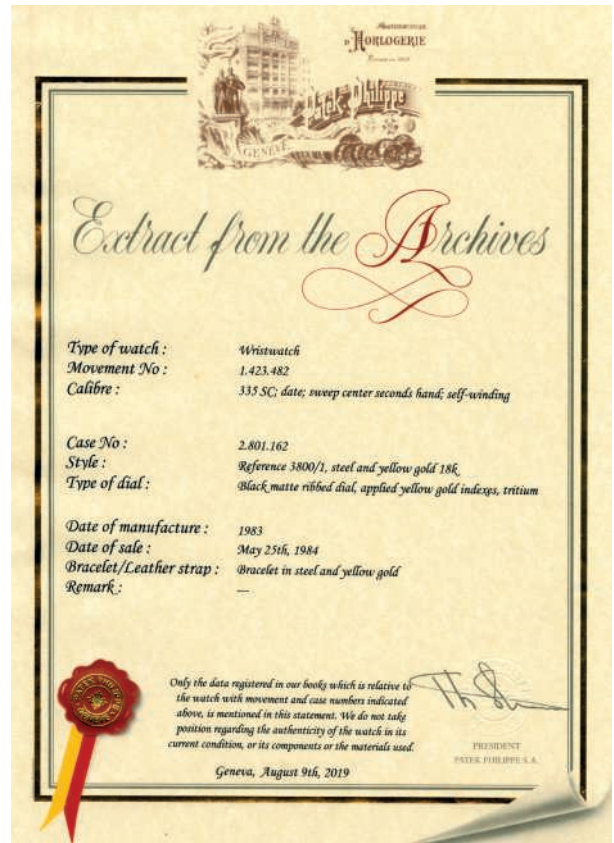 Manufacture
D'HORLOGERIE
Patek Philippe
GENEVE
Extract from the Archives
Type of watch : Wristwatch
Movement No : 1.423.482
Calibre : 335 SC; date; sweep center seconds hand; self-winding
Case No : 2.801.162
Style : Reference 3800/1, steel and yellow gold 18k
Type of dial : Black matte ribbed dial, applied yellow gold indexes, tritium
Date of manufacture : 1983
Date of sale : May 25th, 1984
Bracelet/Leather strap : Bracelet in steel and yellow gold
Remark : —
Only the data registered in our books which is relative to
the watch with movement and case numbers indicated
above, is mentioned in this statement. We do not take
position regarding the authenticity of the watch in its
current condition, or its components or the materials used.
PRESIDENT
PATEK PHILIPPE S.A.
Geneva, August 9th, 2019
PATEK PHILIPPE